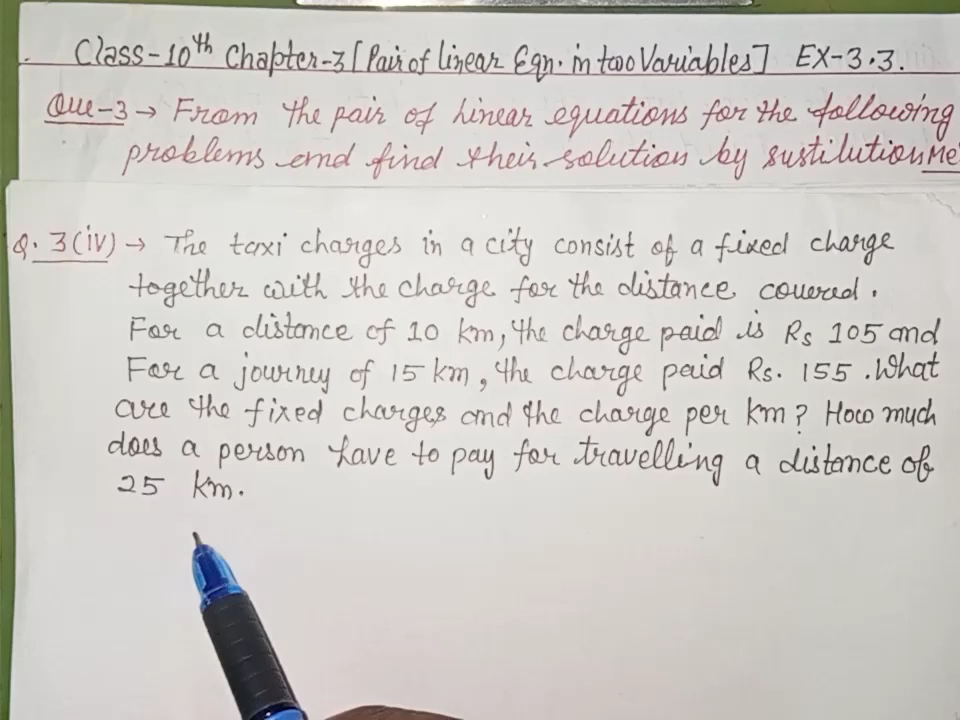 Class-10th Chapter-3 [Pair of linear Eqn. in two Variables] EX-3.3.
Que-3 → From the pair of linear equations for the following
problems and find their solution by sustilution Me
Q. 3(iv) → The taxi charges in a city consist of a fixed charge
together with the charge for the distance covered.
For a distance of 10 km, the charge paid is Rs 105 and
For a journey of 15 km, the charge paid Rs. 155. What
are the fixed charges and the charge per km? How much
does a person have to pay for travelling a distance of
25 km.